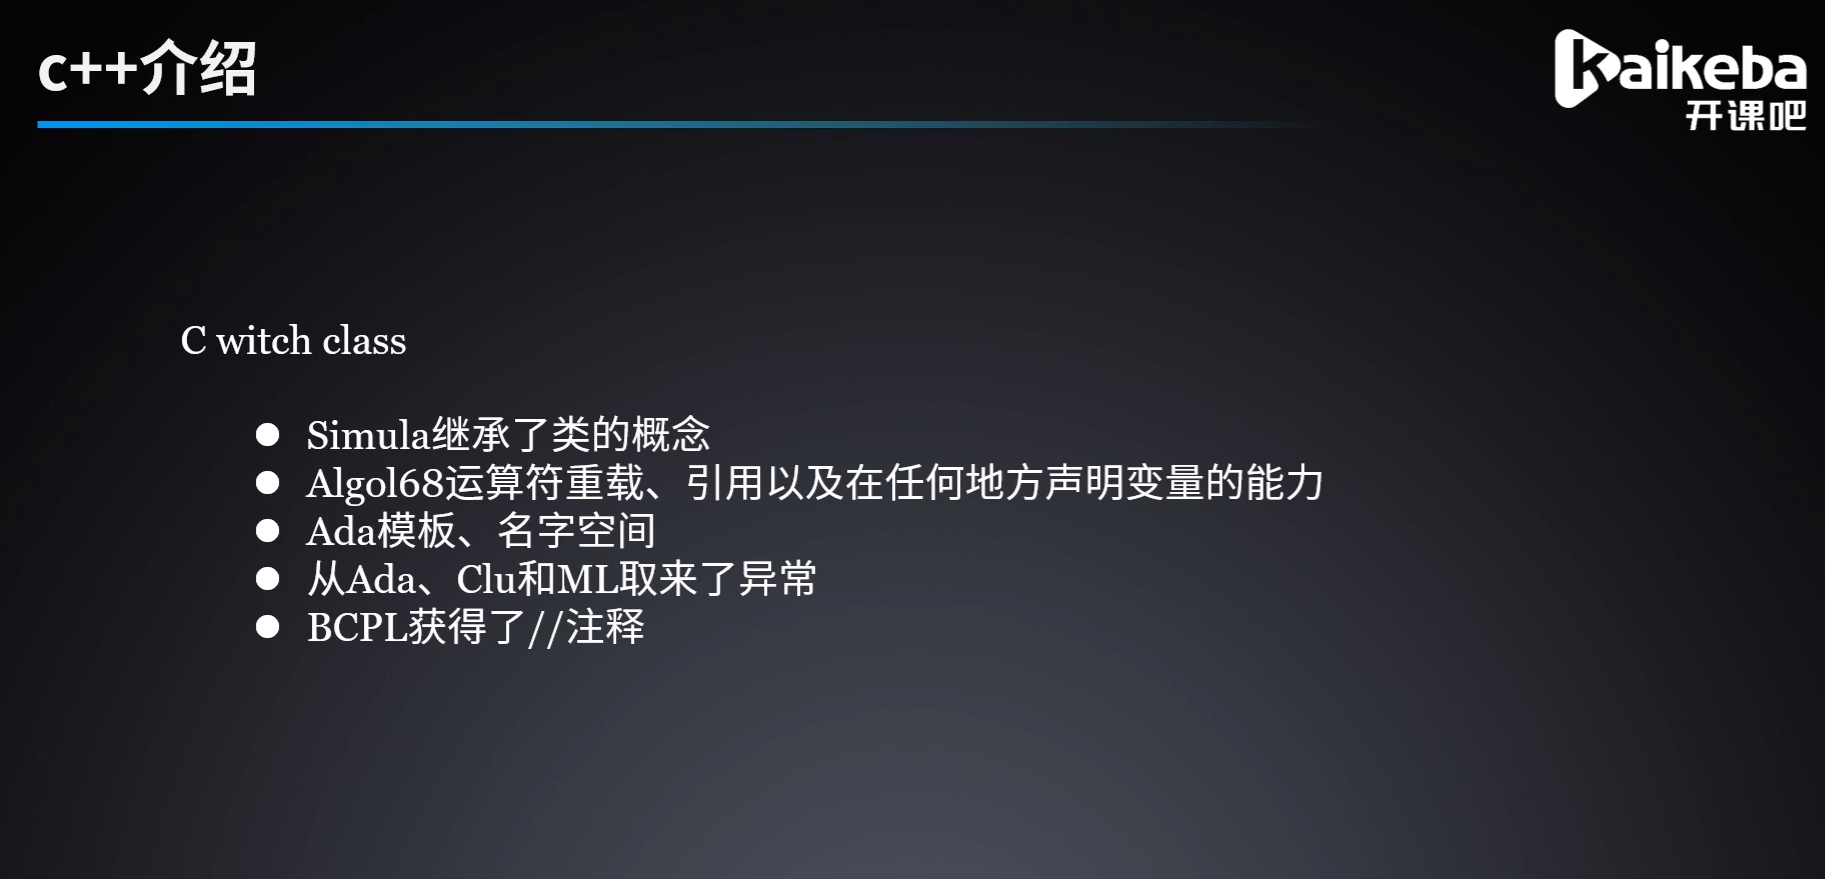 c++介绍
kaikeba
开课吧
C witch class
Simula继承了类的概念
Algol68运算符重载、引用以及在任何地方声明变量的能力
Ada模板、名字空间
从Ada、Clu和ML取来了异常
BCPL获得了//注释